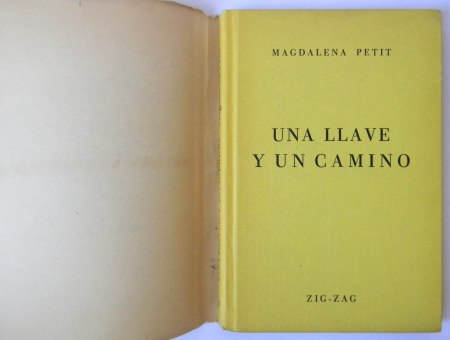 MAGDALENA PETIT
UNA LLAVE
Y UN CAMINO
ZIG-ZAG